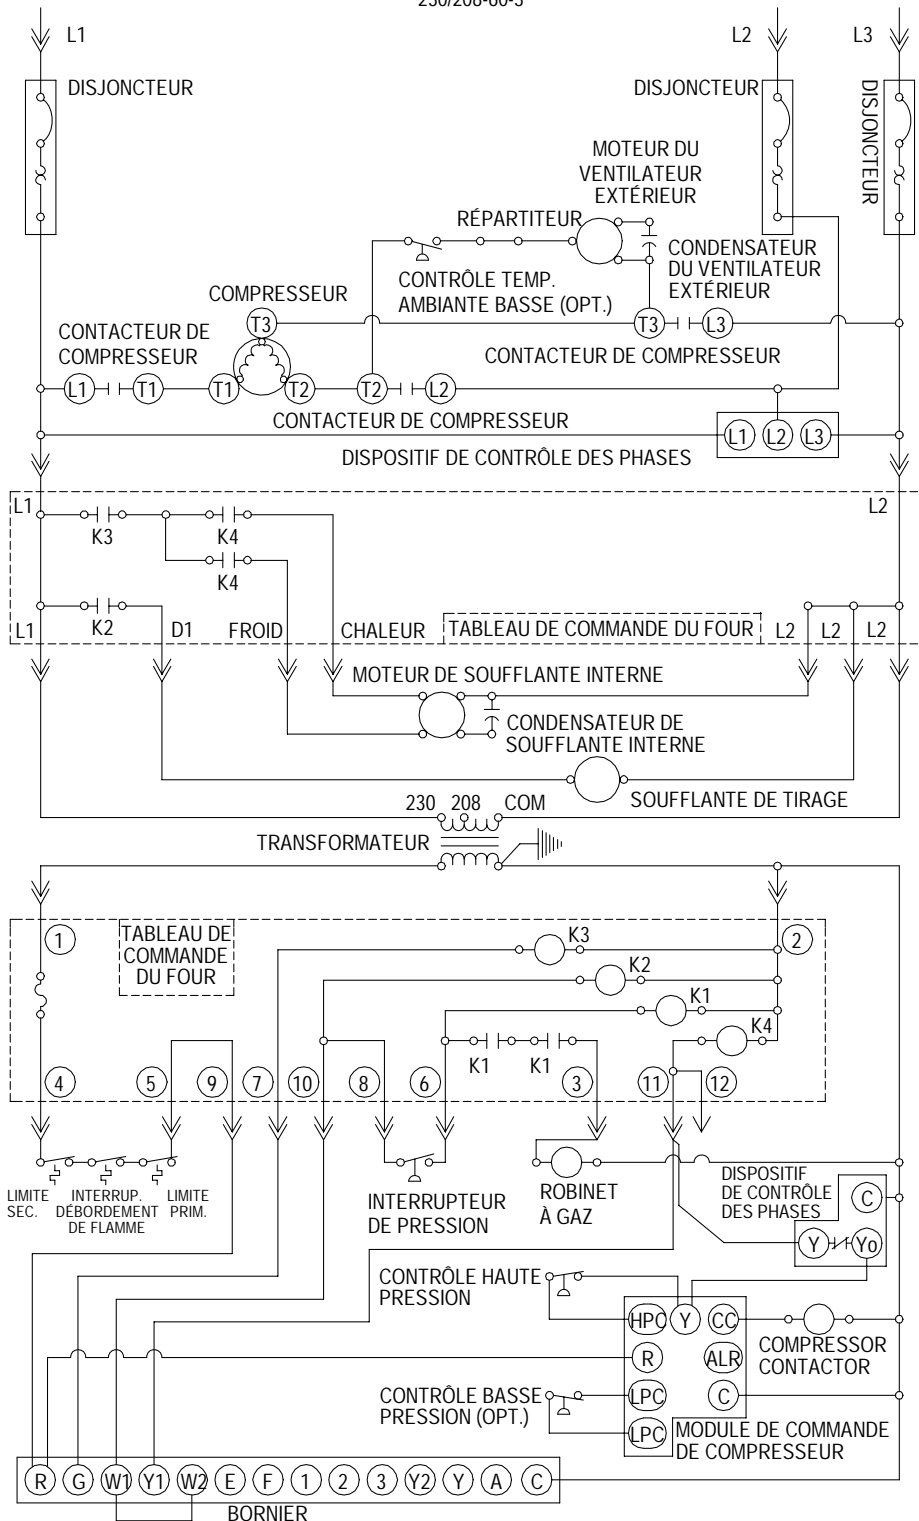 230/208-60-3
L1
L2
L3
DISJONCTEUR
DISJONCTEUR
DISJONCTEUR
MOTEUR DU
VENTILATEUR
EXTÉRIEUR
RÉPARTITEUR
CONDENSATEUR
DU VENTILATEUR
EXTÉRIEUR
CONTRÔLE TEMP.
AMBIANTE BASSE (OPT.)
COMPRESSEUR
T3
T3
L3
CONTACTEUR DE
COMPRESSEUR
CONTACTEUR DE COMPRESSEUR
L1
T1
T1
T2
T2
L2
CONTACTEUR DE COMPRESSEUR
L1
L2
L3
DISPOSITIF DE CONTRÔLE DES PHASES
L1
L2
K3
K4
K4
K2
L1
D1
FROID
CHALEUR
TABLEAU DE COMMANDE DU FOUR
L2
L2
L2
MOTEUR DE SOUFFLANTE INTERNE
CONDENSATEUR DE
SOUFFLANTE INTERNE
SOUFFLANTE DE TIRAGE
230
208
COM
TRANSFORMATEUR
1
TABLEAU DE
COMMANDE
DU FOUR
K3
2
K2
K1
K4
K1
K1
4
5
9
7
10
8
6
3
11
12
LIMITE
SEC.
INTERRUP.
DÉBORDEMENT
DE FLAMME
LIMITE
PRIM.
INTERRUPTEUR
DE PRESSION
ROBINET
À GAZ
DISPOSITIF
DE CONTRÔLE
DES PHASES
C
Y
Yo
CONTRÔLE HAUTE
PRESSION
HPC
Y
CC
COMPRESSOR
CONTACTOR
R
ALR
CONTRÔLE BASSE
PRESSION (OPT.)
LPC
C
LPC
MODULE DE COMMANDE
DE COMPRESSEUR
R
G
W1
Y1
W2
E
F
1
2
3
Y2
Y
A
C
BORNIER